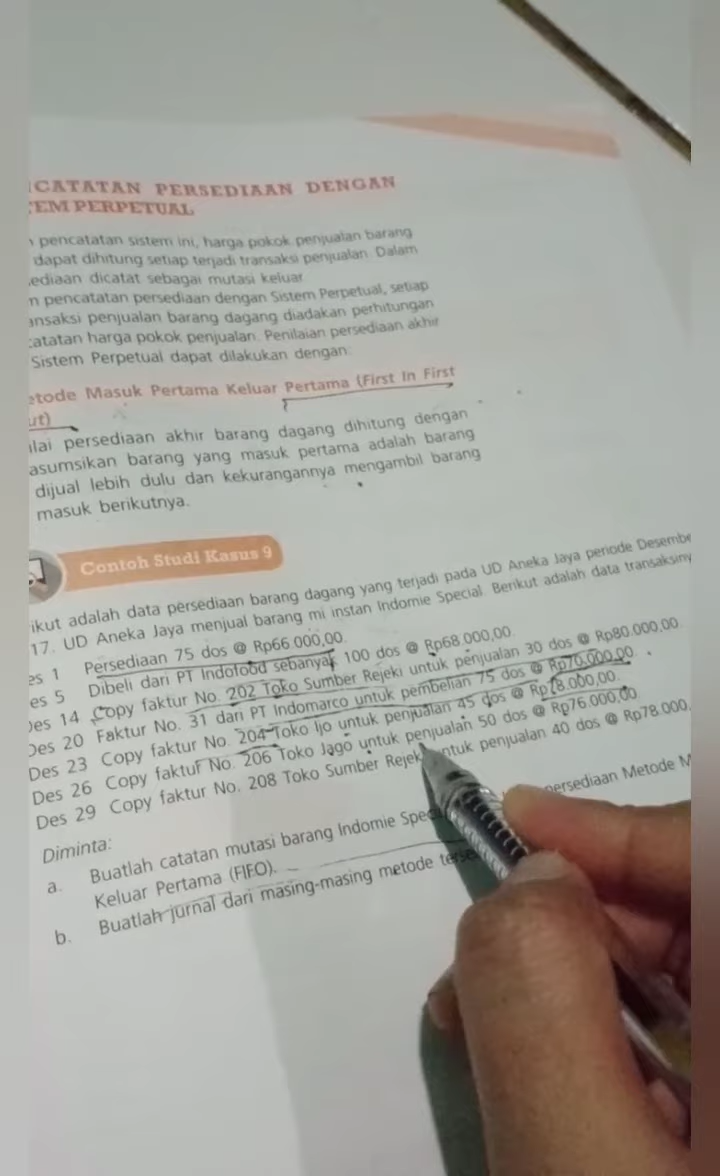 CATATAN PERSEDIAAN DENGAN
TEM PERPETUAL
pencatatan sistem ini, harga pokok penjualan barang
dapat dihitung setiap terjadi transaksi penjualan. Dalam
ediaan dicatat sebagai mutasi keluar
n pencatatan persediaan dengan Sistem Perpetual, setiap
ansaksi penjualan barang dagang diadakan perhitungan
catatan harga pokok penjualan. Penilaian persediaan akhir
Sistem Perpetual dapat dilakukan dengan:
etode Masuk Pertama Keluar Pertama (First In First
ut)
ilai persediaan akhir barang dagang dihitung dengan
asumsikan barang yang masuk pertama adalah barang
dijual lebih dulu dan kekurangannya mengambil barang
masuk berikutnya.
Contoh Studi Kasus 9
ikut adalah data persediaan barang dagang yang terjadi pada UD Aneka Jaya periode Desembe
17. UD Aneka Jaya menjual barang mi instan Indomie Special. Berikut adalah data transaksiny
es 1 Persediaan 75 dos @ Rp66.000,00.
es 5 Dibeli dari PT Indofood sebanyak 100 dos @ Rp68.000,00.
Des 14 Copy faktur No. 202 Toko Sumber Rejeki untuk penjualan 30 dos @ Rp80.000,00.
Des 20 Faktur No. 31 dari PT Indomarco untuk pembelian 75 dos @ Rp70.000,00.
Des 23 Copy faktur No. 204 Toko Ijo untuk penjualan 45 dos @ Rp78.000,00.
Des 26 Copy faktur No. 206 Toko Jago untuk penjualan 50 dos @ Rp76.000,00
Des 29 Copy faktur No. 208 Toko Sumber Rejek untuk penjualan 40 dos @ Rp78.000.
Diminta:
a. Buatlah catatan mutasi barang Indomie Spec persediaan Metode M
Keluar Pertama (FIFO).
b. Buatlah jurnal dari masing-masing metode terse